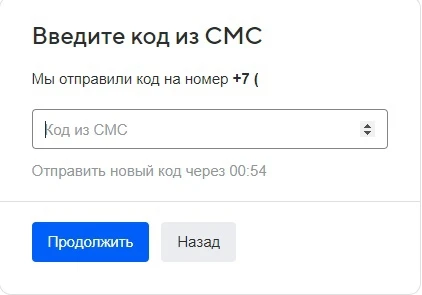 Введите код из СМС
Мы отправили код на номер +7 (
Код из СМС
Отправить новый код через 00:54
Продолжить Назад